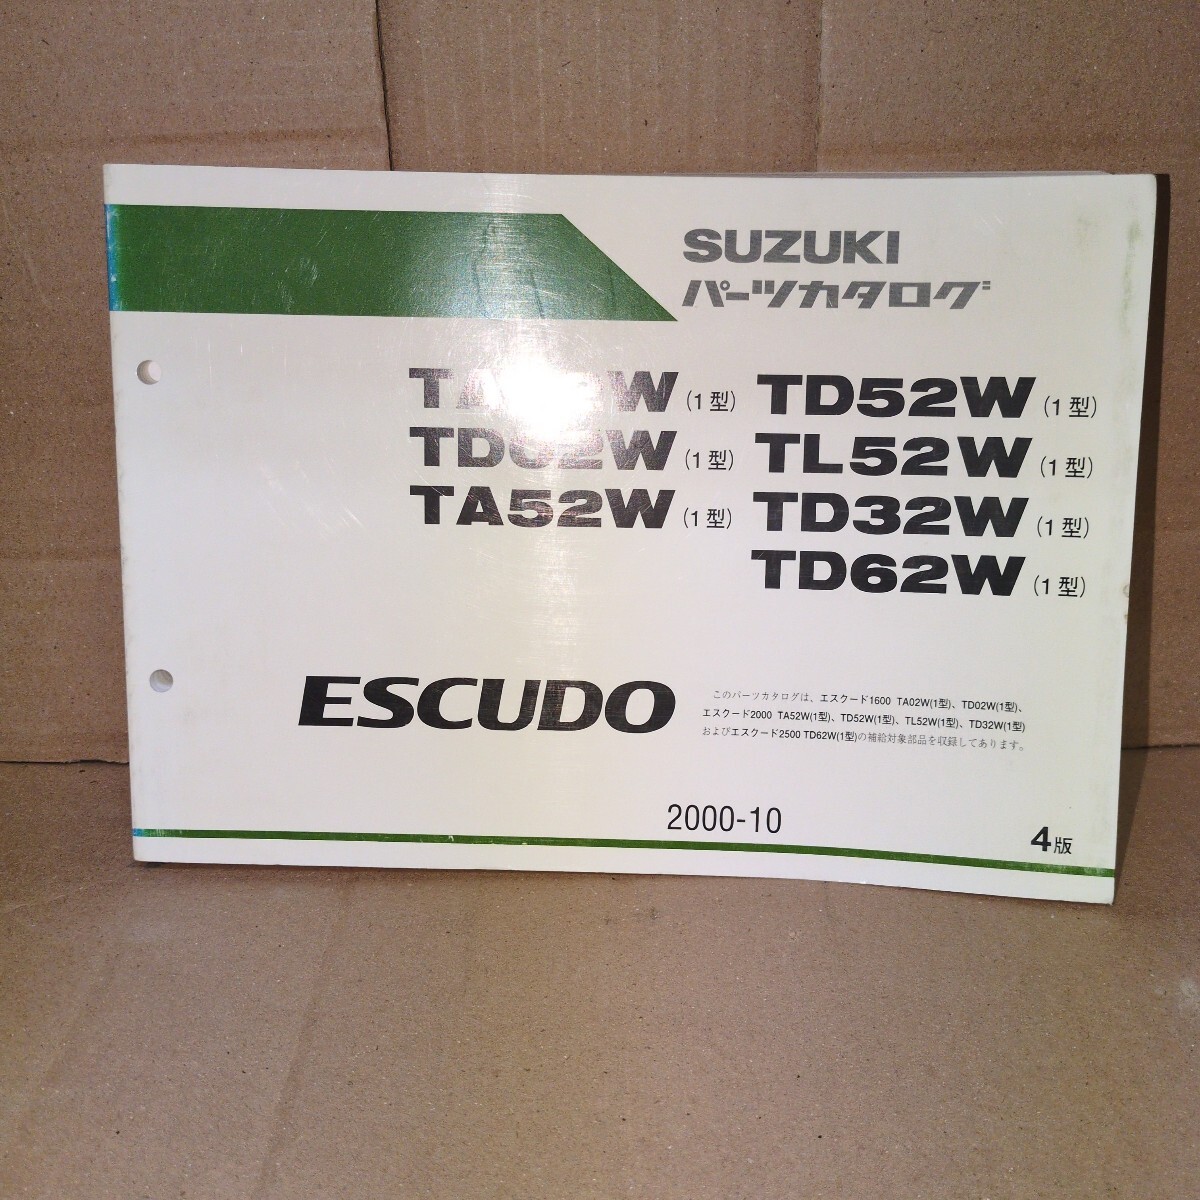 SUZUKI
パーツカタログ
TA02W(1型) TD52W(1型)
TD02W(1型) TL52W(1型)
TA52W(1型) TD32W(1型)
TD62W(1型)
ESCUDO
このパーツカタログは、エスクード1600 TA02W(1型)、TD02W(1型)、
エスクード2000 TA52W(1型)、TD52W(1型)、TL52W(1型)、TD32W(1型)
およびエスクード2500 TD62W(1型)の補給対象部品を収録してあります。
2000-10
4版